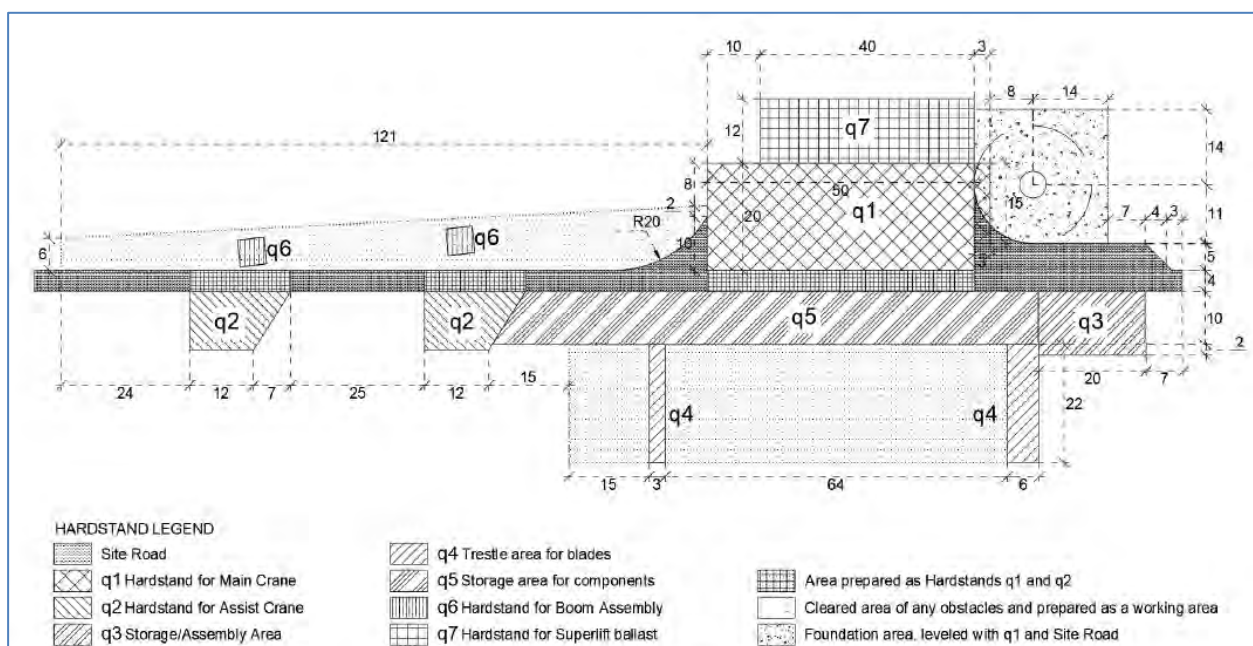 10 40 3
8 14
121
12
q7
14
8
50
2
20
q1
15
R20
10
11
7 4 3
6
q6
q6
5
4
q2
q2
q5
q3
10
2
24 12 7 25 12 15
20 7
22
q4
q4
15 3 64 6
HARDSTAND LEGEND
Site Road
q1 Hardstand for Main Crane
q2 Hardstand for Assist Crane
q3 Storage/Assembly Area
q4 Trestle area for blades
q5 Storage area for components
q6 Hardstand for Boom Assembly
q7 Hardstand for Superlift ballast
Area prepared as Hardstands q1 and q2
Cleared area of any obstacles and prepared as a working area
Foundation area, leveled with q1 and Site Road